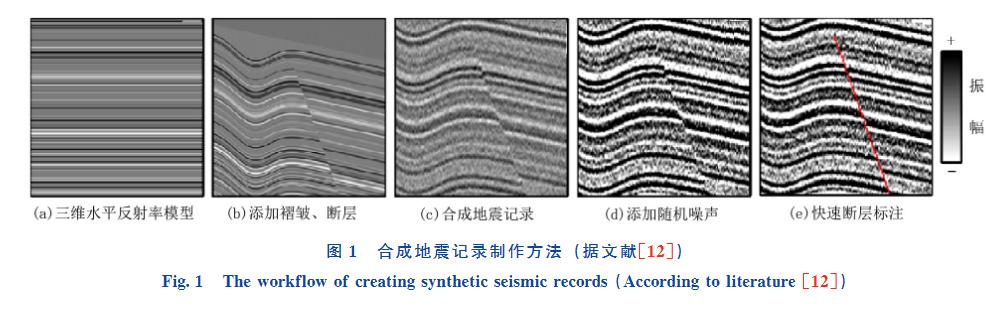 +
振
幅
−
(a)三维水平反射率模型
(b)添加褶皱、断层
(c)合成地震记录
(d)添加随机噪声
(e)快速断层标注
图 1 合成地震记录制作方法（据文献[12]）
Fig. 1 The workflow of creating synthetic seismic records (According to literature [12])